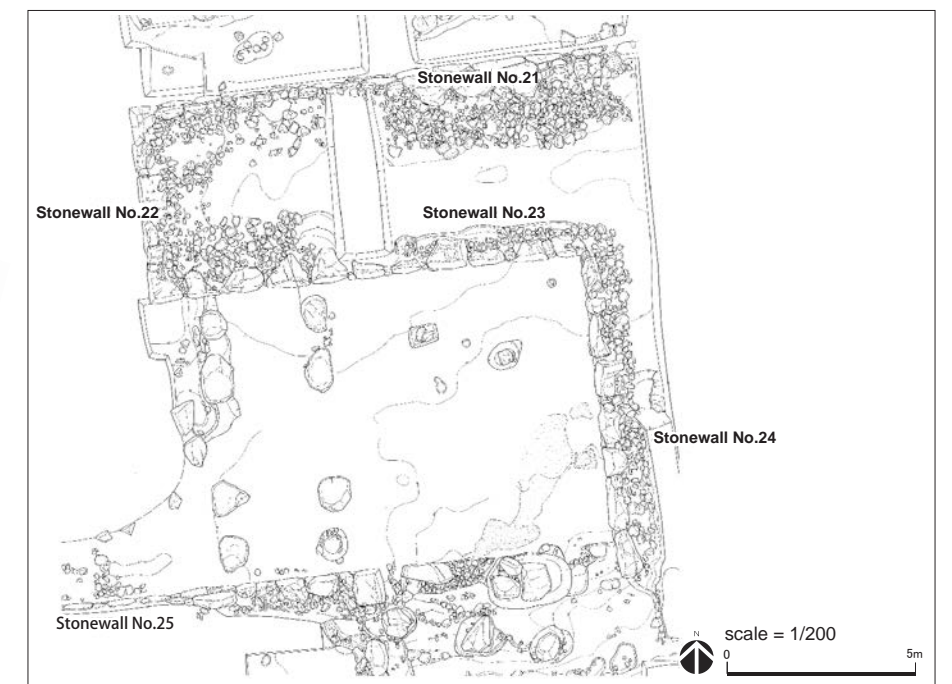 Stonewall No.21
Stonewall No.22
Stonewall No.23
Stonewall No.24
Stonewall No.25
N
scale = 1/200
0 5m